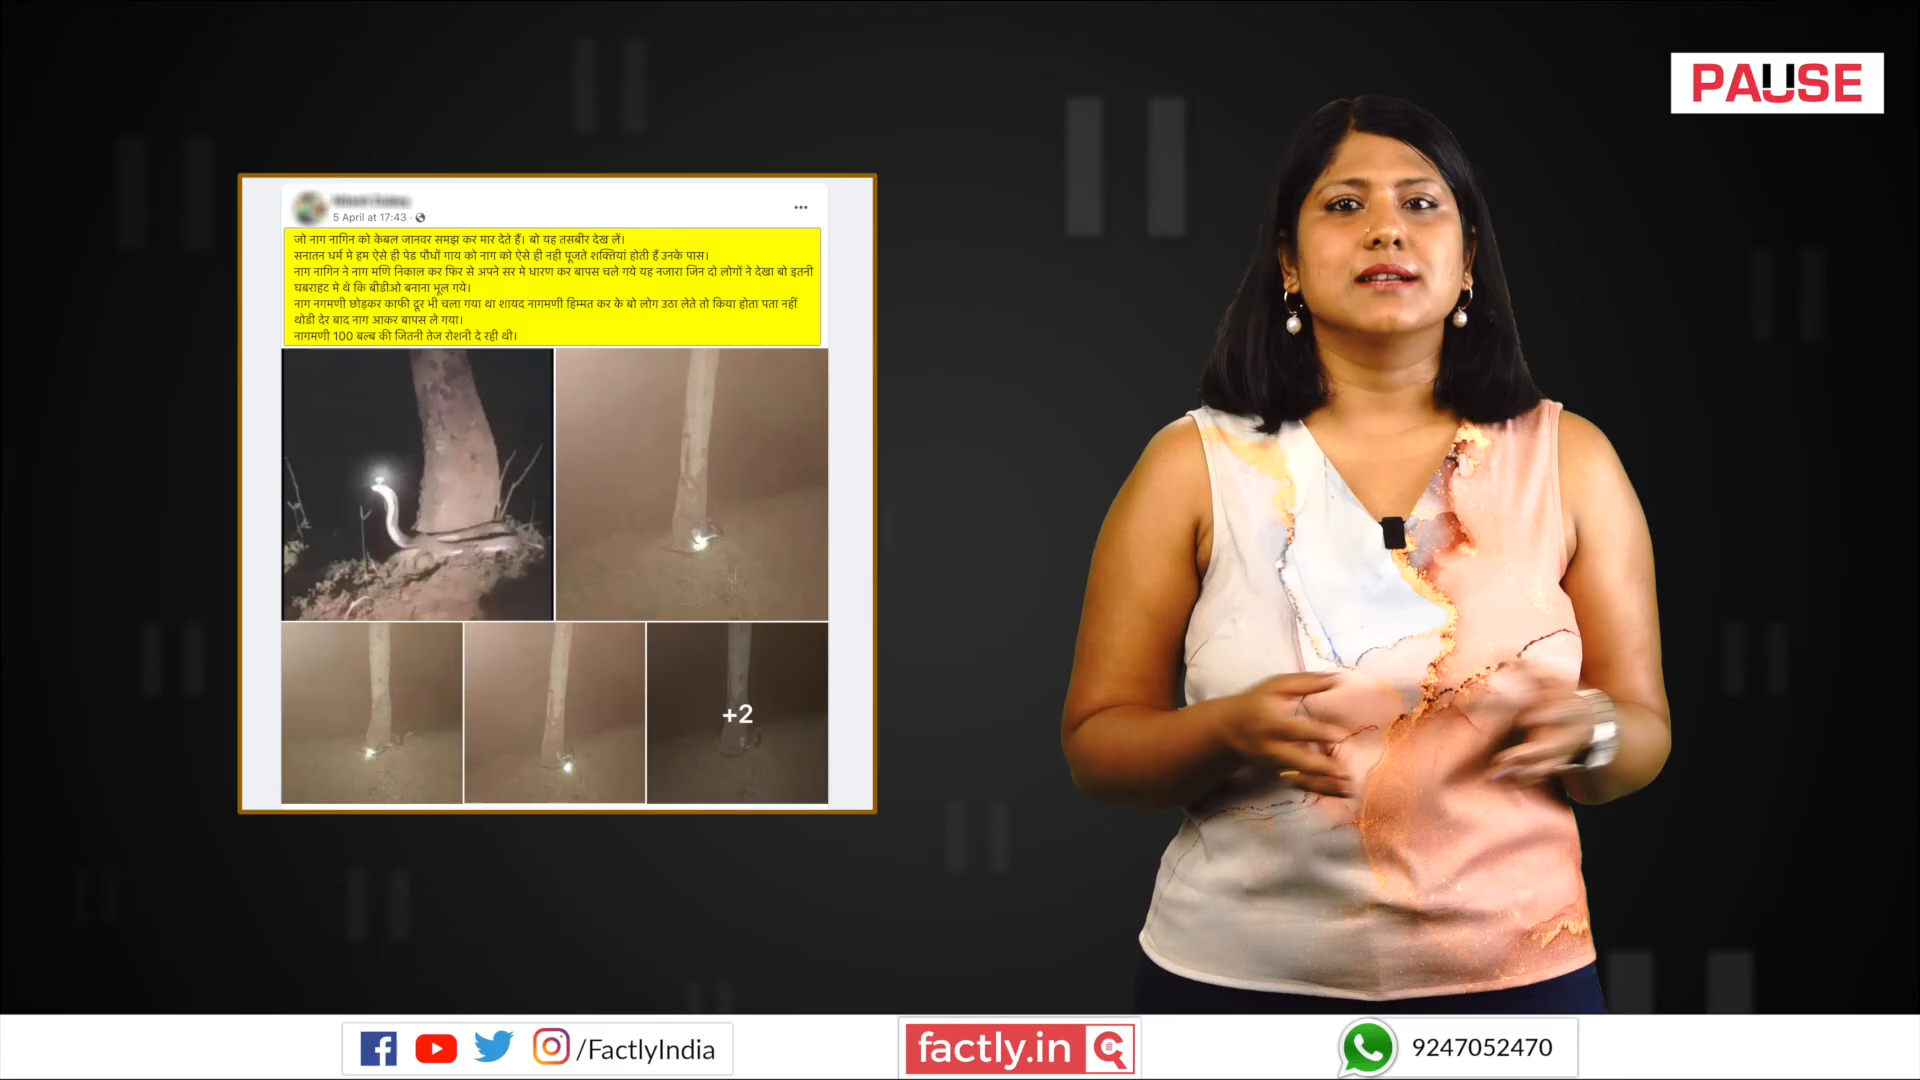 PAUSE
5 April at 17:43
जो नाग नागिन को केबल जानवर समझ कर मार देते हैं। बो यह तसबीर देख लें।
सनातन धर्म मे हम ऐसे ही पेड पौधों गाय को नाग को ऐसे ही नही पूजते शक्तियां होती हैं उनके पास।
नाग नागिन ने नाग मणि निकाल कर फिर से अपने सर मे धारण कर बापस चले गये यह नजारा जिन दो लोगों ने देखा बो इतनी
घबराहट मे थे कि बीडीओ बनाना भूल गये।
नाग नगमणी छोड़कर काफी दूर भी चला गया था शायद नागमणी हिम्मत कर के बो लोग उठा लेते तो किया होता पता नहीं
थोडी देर बाद नाग आकर बापस ले गया।
नागमणी 100 बल्ब की जितनी तेज रोशनी दे रही थी।
+2
/FactlyIndia
factly.in
9247052470